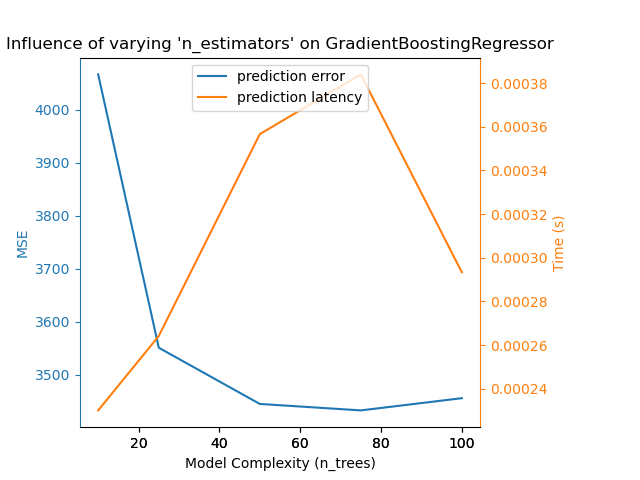 Influence of varying 'n_estimators' on GradientBoostingRegressor
prediction error
prediction latency
MSE
4000
3900
3800
3700
3600
3500
0.00038
0.00036
0.00034
0.00032
0.00030
0.00028
0.00026
0.00024
Time (s)
20 40 60 80 100
Model Complexity (n_trees)